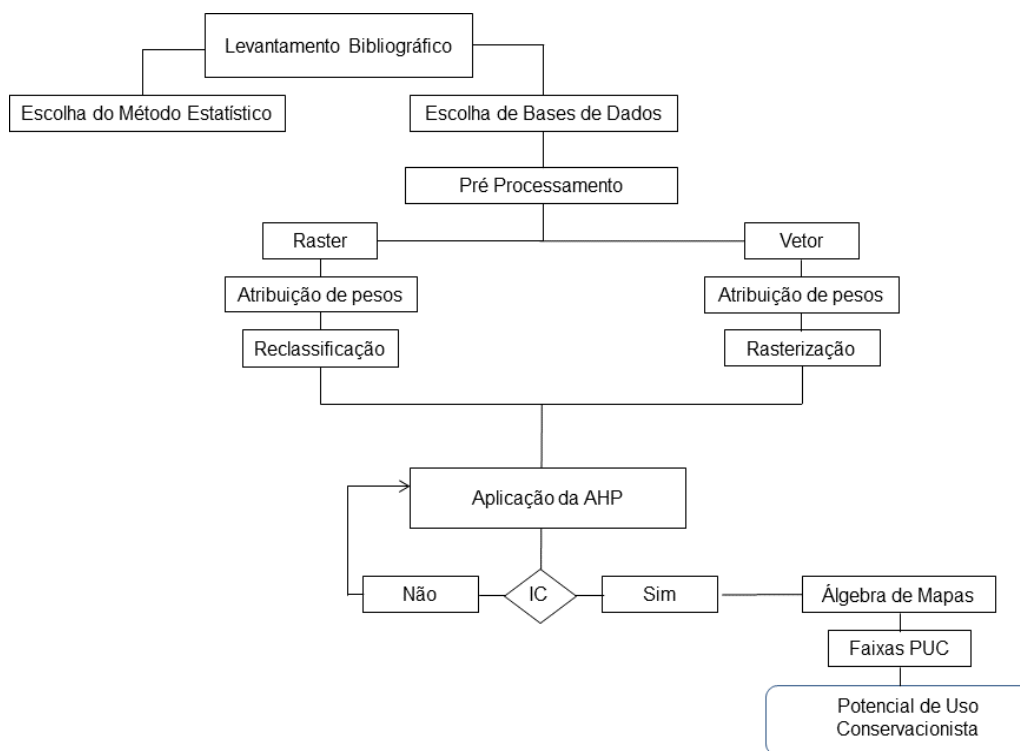 Levantamento Bibliográfico
Escolha do Método Estatístico
Escolha de Bases de Dados
Pré Processamento
Raster
Vetor
Atribuição de pesos
Atribuição de pesos
Reclassificação
Rasterização
Aplicação da AHP
Não
IC
Sim
Álgebra de Mapas
Faixas PUC
Potencial de Uso
Conservacionista